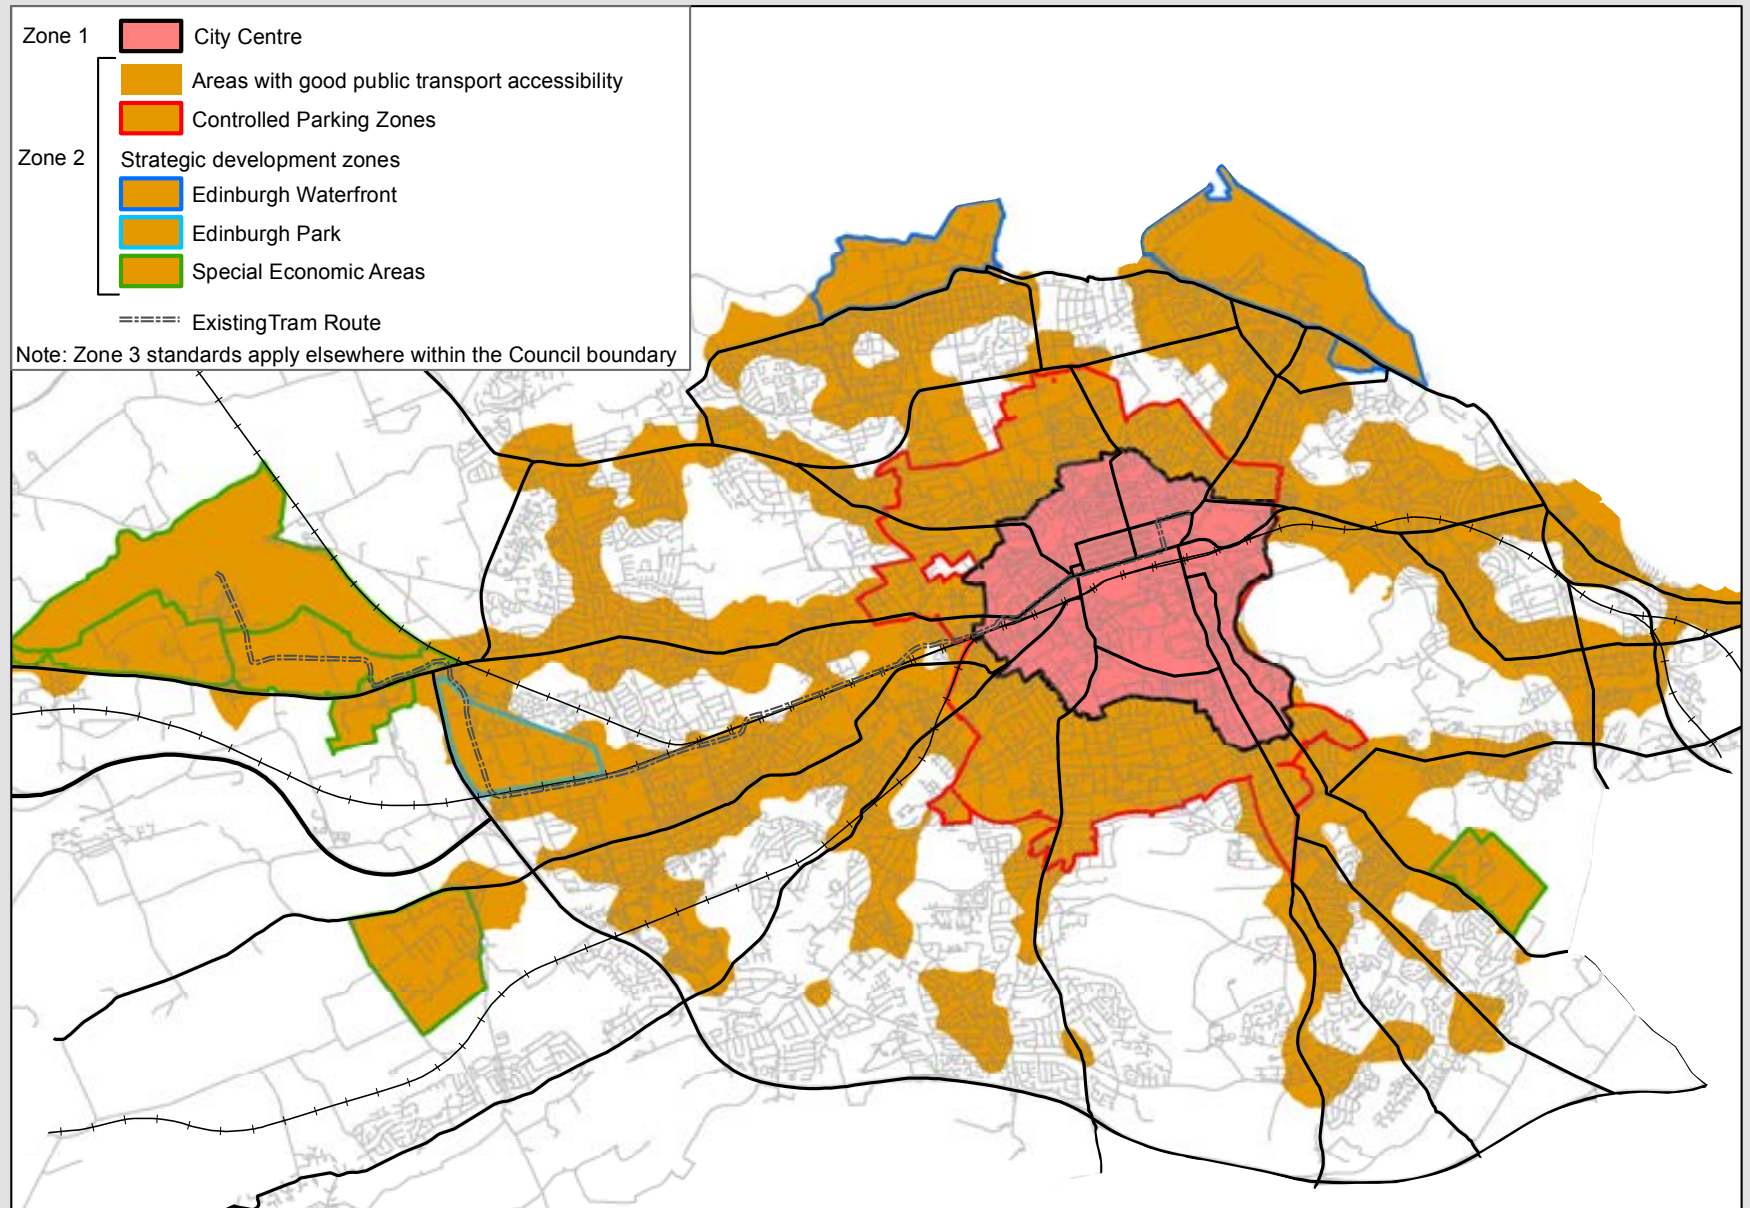 Zone 1
City Centre
Areas with good public transport accessibility
Controlled Parking Zones
Zone 2
Strategic development zones
Edinburgh Waterfront
Edinburgh Park
Special Economic Areas
ExistingTram Route
Note: Zone 3 standards apply elsewhere within the Council boundary